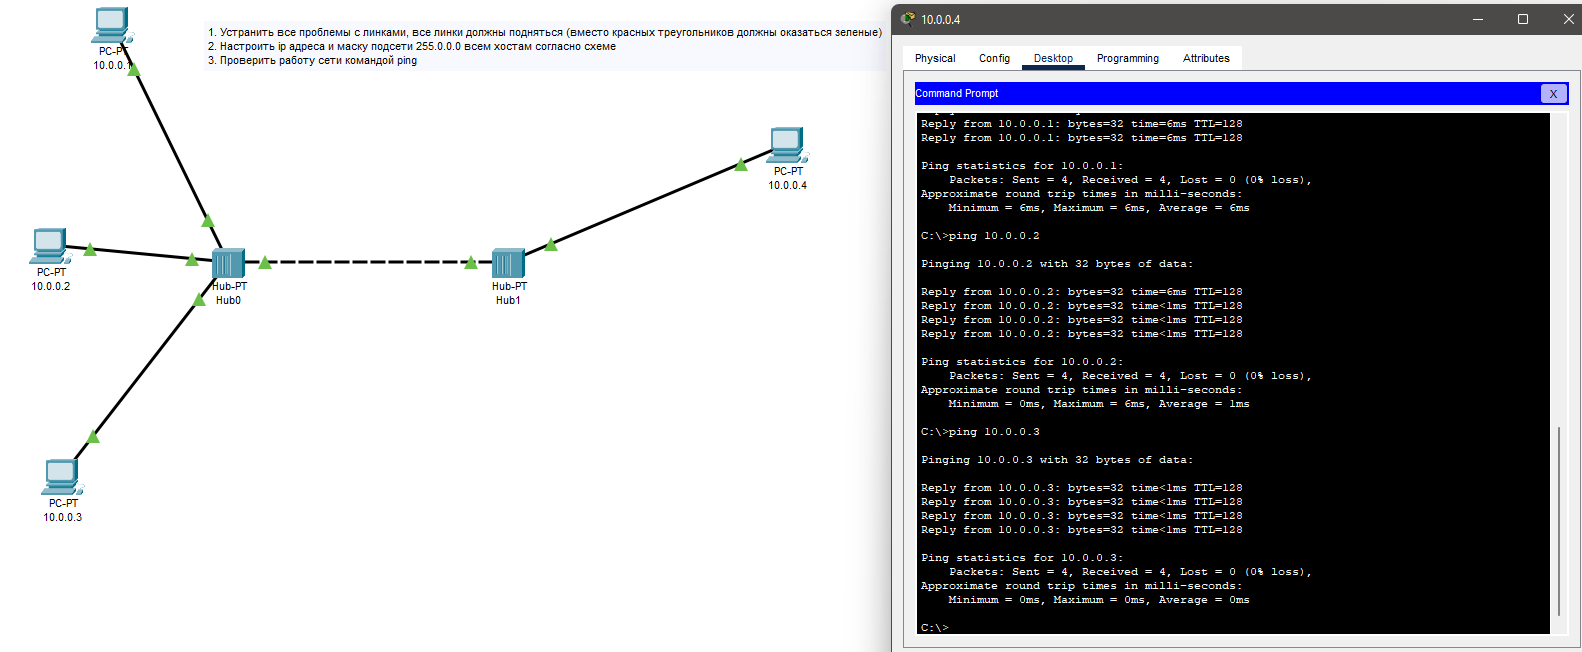 1. Устранить все проблемы с линками, все линки должны подняться (вместо красных треугольников должны оказаться зеленые)
2. Настроить ip адреса и маску подсети 255.0.0.0 всем хостам согласно схеме
3. Проверить работу сети командой ping
PC-PT
10.0.0.1
PC-PT
10.0.0.2
PC-PT
10.0.0.3
Hub-PT
Hub0
Hub-PT
Hub1
PC-PT
10.0.0.4
10.0.0.4
Physical Config Desktop Programming Attributes
Command Prompt X
Reply from 10.0.0.1: bytes=32 time=6ms TTL=128
Reply from 10.0.0.1: bytes=32 time=6ms TTL=128
Ping statistics for 10.0.0.1:
Packets: Sent = 4, Received = 4, Lost = 0 (0% loss),
Approximate round trip times in milli-seconds:
Minimum = 6ms, Maximum = 6ms, Average = 6ms
C:\>ping 10.0.0.2
Pinging 10.0.0.2 with 32 bytes of data:
Reply from 10.0.0.2: bytes=32 time=6ms TTL=128
Reply from 10.0.0.2: bytes=32 time<1ms TTL=128
Reply from 10.0.0.2: bytes=32 time<1ms TTL=128
Reply from 10.0.0.2: bytes=32 time<1ms TTL=128
Ping statistics for 10.0.0.2:
Packets: Sent = 4, Received = 4, Lost = 0 (0% loss),
Approximate round trip times in milli-seconds:
Minimum = 0ms, Maximum = 6ms, Average = 1ms
C:\>ping 10.0.0.3
Pinging 10.0.0.3 with 32 bytes of data:
Reply from 10.0.0.3: bytes=32 time<1ms TTL=128
Reply from 10.0.0.3: bytes=32 time<1ms TTL=128
Reply from 10.0.0.3: bytes=32 time<1ms TTL=128
Reply from 10.0.0.3: bytes=32 time<1ms TTL=128
Ping statistics for 10.0.0.3:
Packets: Sent = 4, Received = 4, Lost = 0 (0% loss),
Approximate round trip times in milli-seconds:
Minimum = 0ms, Maximum = 0ms, Average = 0ms
C:\>